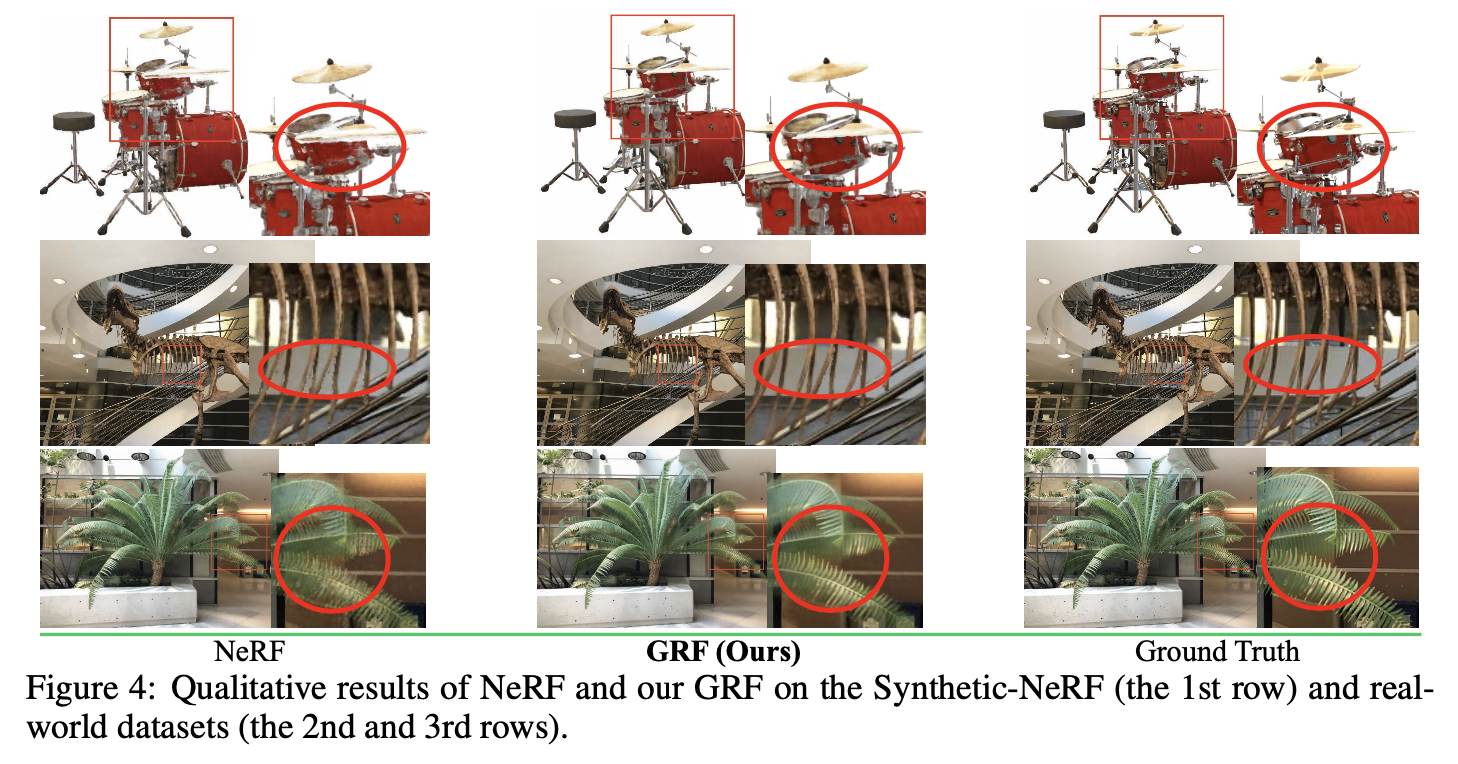 NeRF
GRF (Ours)
Ground Truth
Figure 4: Qualitative results of NeRF and our GRF on the Synthetic-NeRF (the 1st row) and real-
world datasets (the 2nd and 3rd rows).